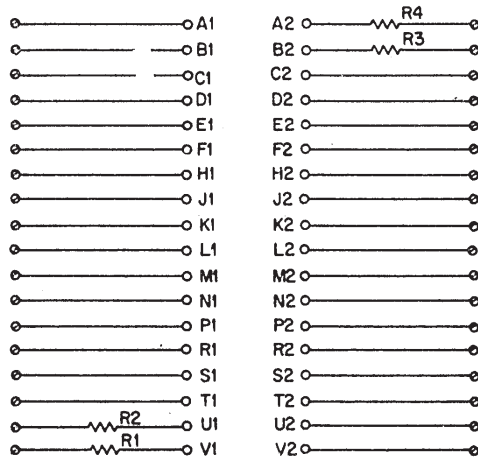 A1 A2 R4
B1 B2 R3
C1 C2
D1 D2
E1 E2
F1 F2
H1 H2
J1 J2
K1 K2
L1 L2
M1 M2
N1 N2
P1 P2
R1 R2
S1 S2
T1 T2
R2 U1 U2
R1 V1 V2